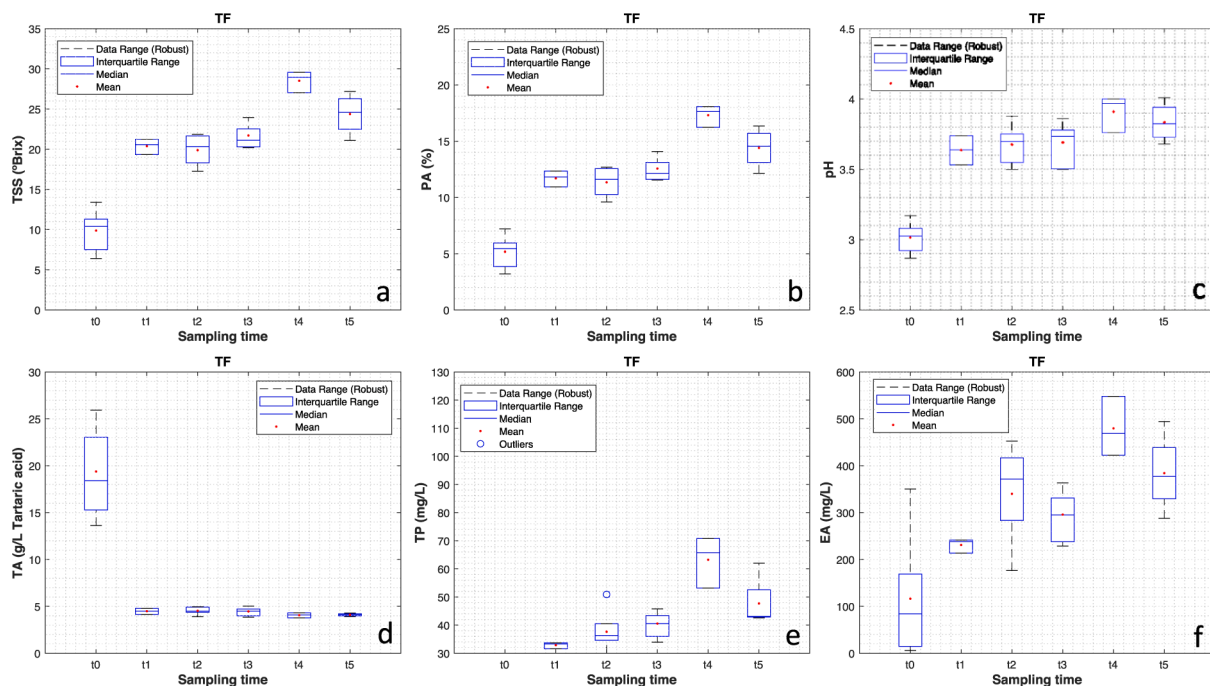 TF
35
30
25
20
15
10
5
0
TSS (ºBrix)
Data Range (Robust)
Interquartile Range
Median
Mean
a
t0 t1 t2 t3 t4 t5
Sampling time
TF
25
20
15
10
5
0
PA (%)
Data Range (Robust)
Interquartile Range
Median
Mean
b
t0 t1 t2 t3 t4 t5
Sampling time
TF
4.5
4
3.5
3
2.5
pH
Data Range (Robust)
Interquartile Range
Median
Mean
c
t0 t1 t2 t3 t4 t5
Sampling time
TF
30
25
20
15
10
5
0
TA (g/L Tartaric acid)
Data Range (Robust)
Interquartile Range
Median
Mean
d
t0 t1 t2 t3 t4 t5
Sampling time
TF
130
120
110
100
90
80
70
60
50
40
30
TP (mg/L)
Data Range (Robust)
Interquartile Range
Median
Mean
Outliers
e
t0 t1 t2 t3 t4 t5
Sampling time
TF
600
500
400
300
200
100
0
EA (mg/L)
Data Range (Robust)
Interquartile Range
Median
Mean
f
t0 t1 t2 t3 t4 t5
Sampling time